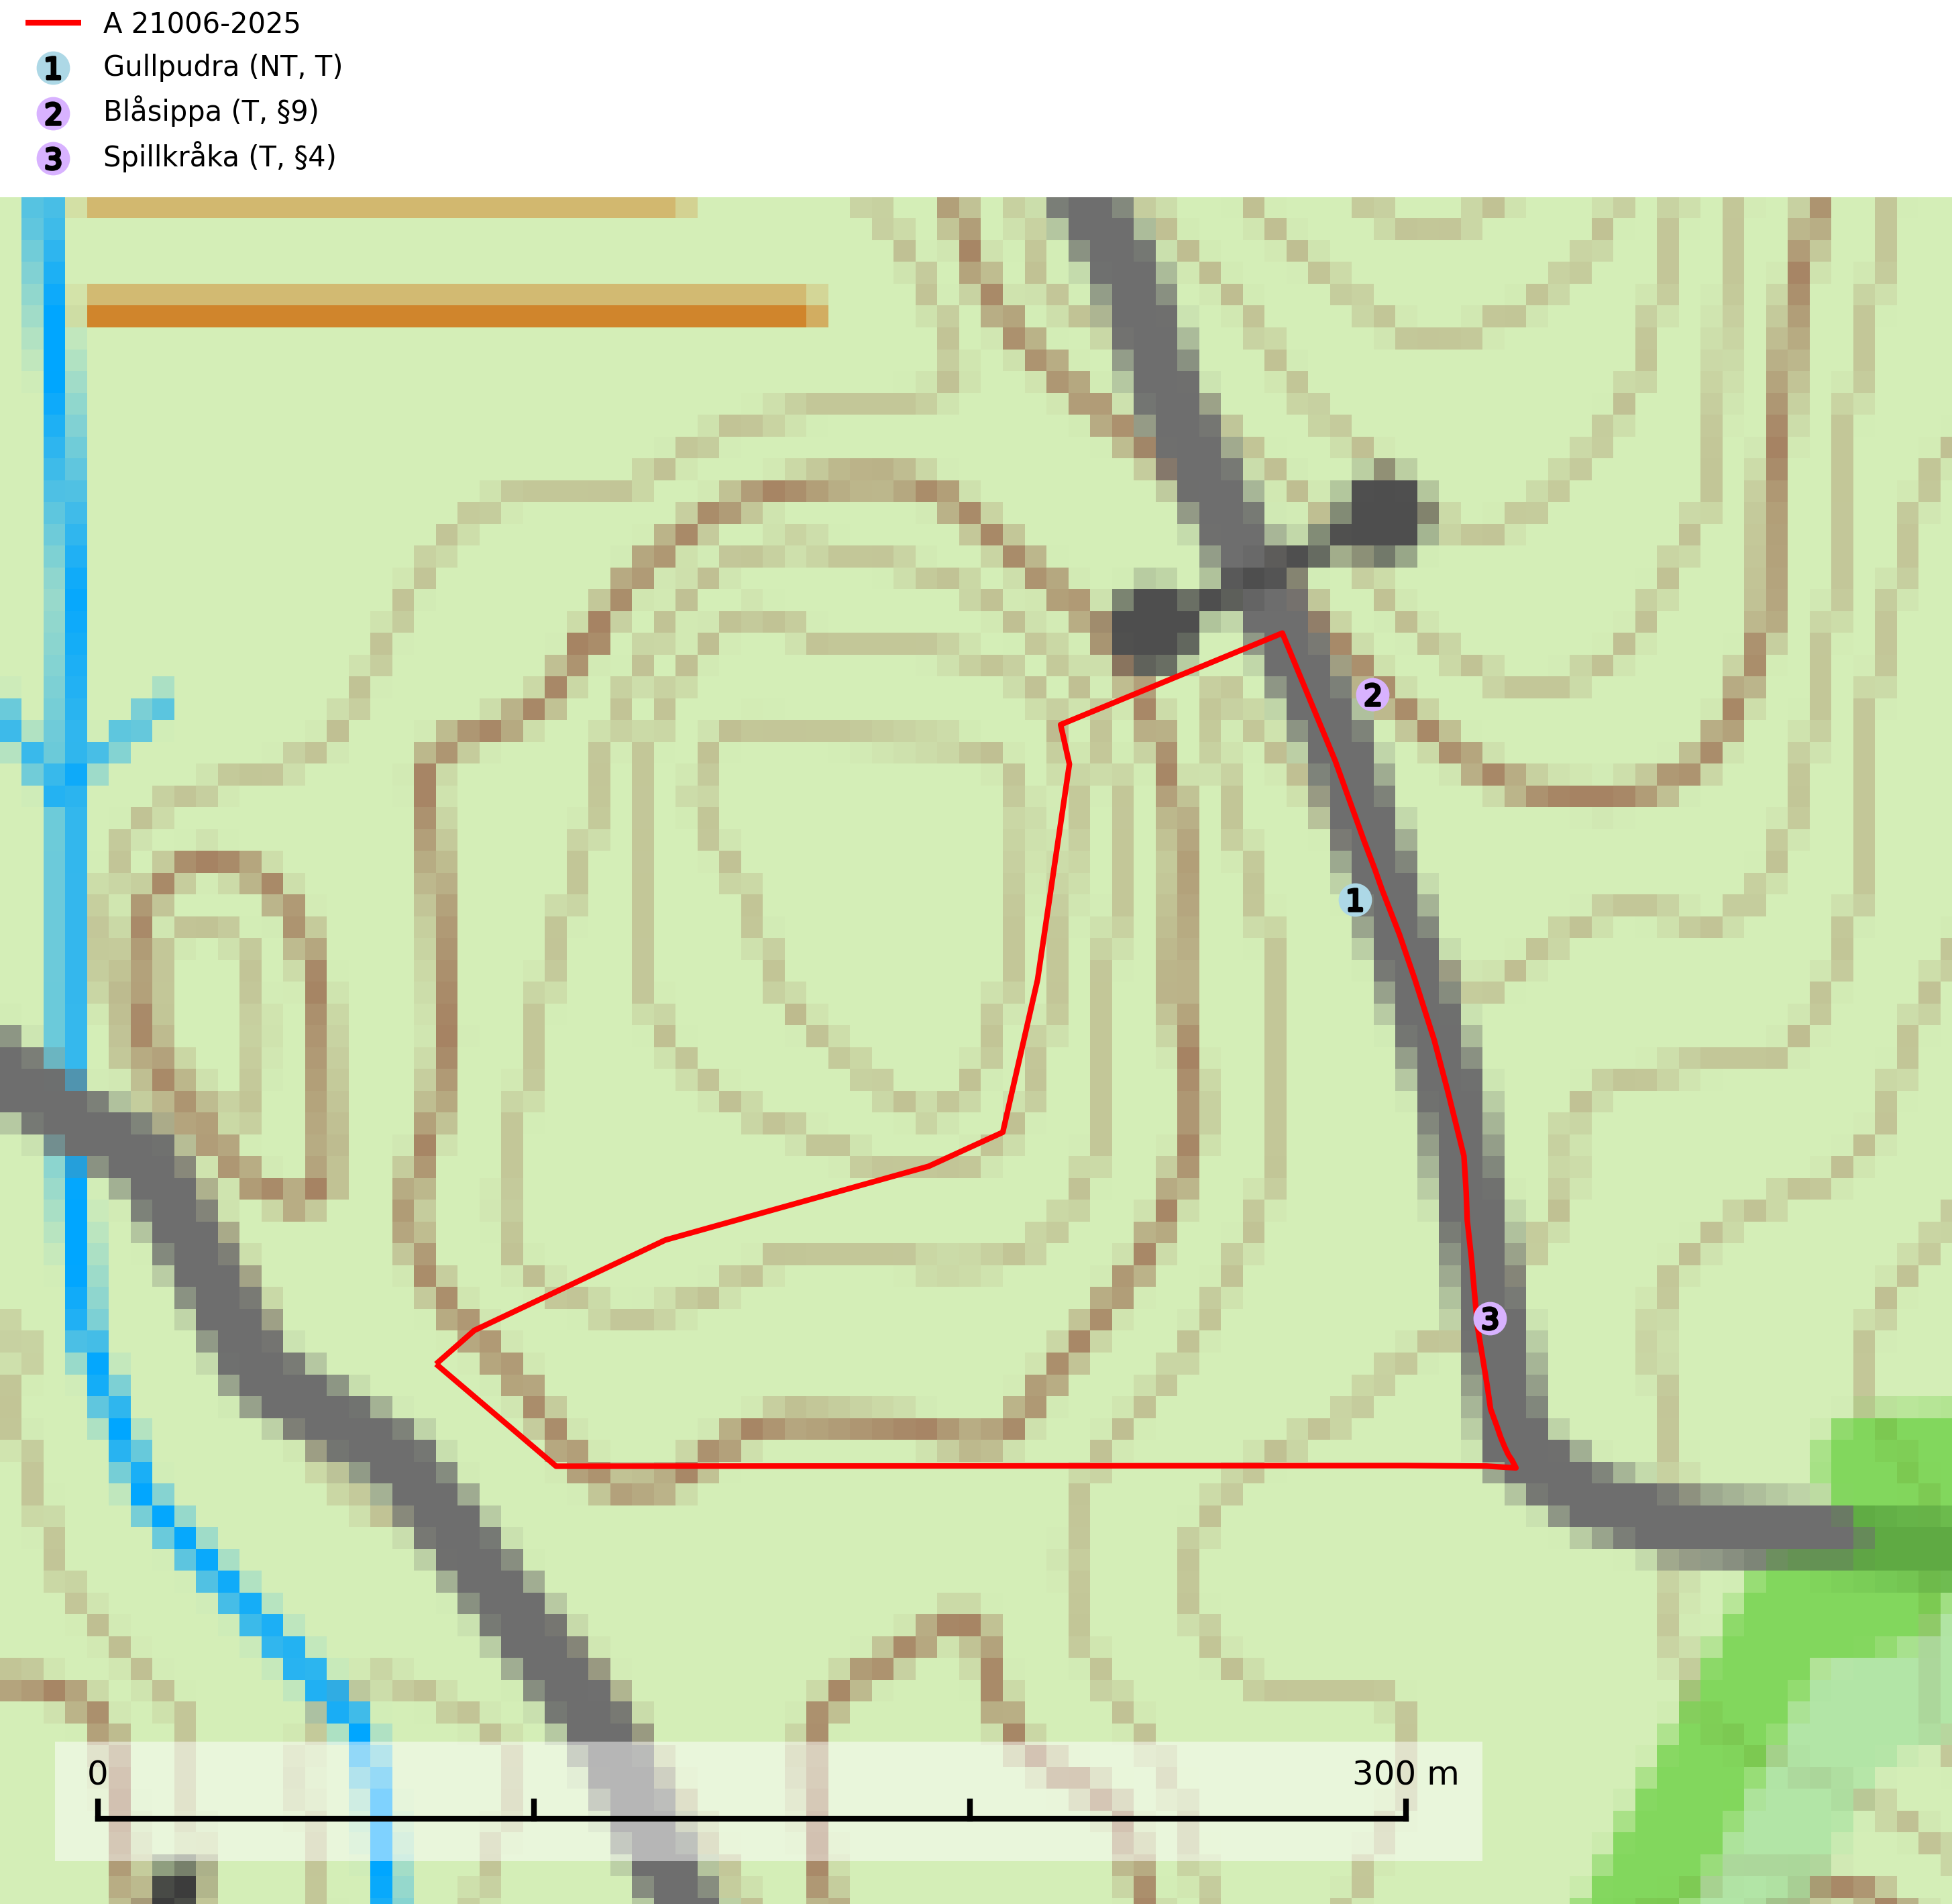 A 21006-2025
1 Gullpudra (NT, T)
2 Blåsippa (T, §9)
3 Spillkråka (T, §4)
2
1
3
0 300 m